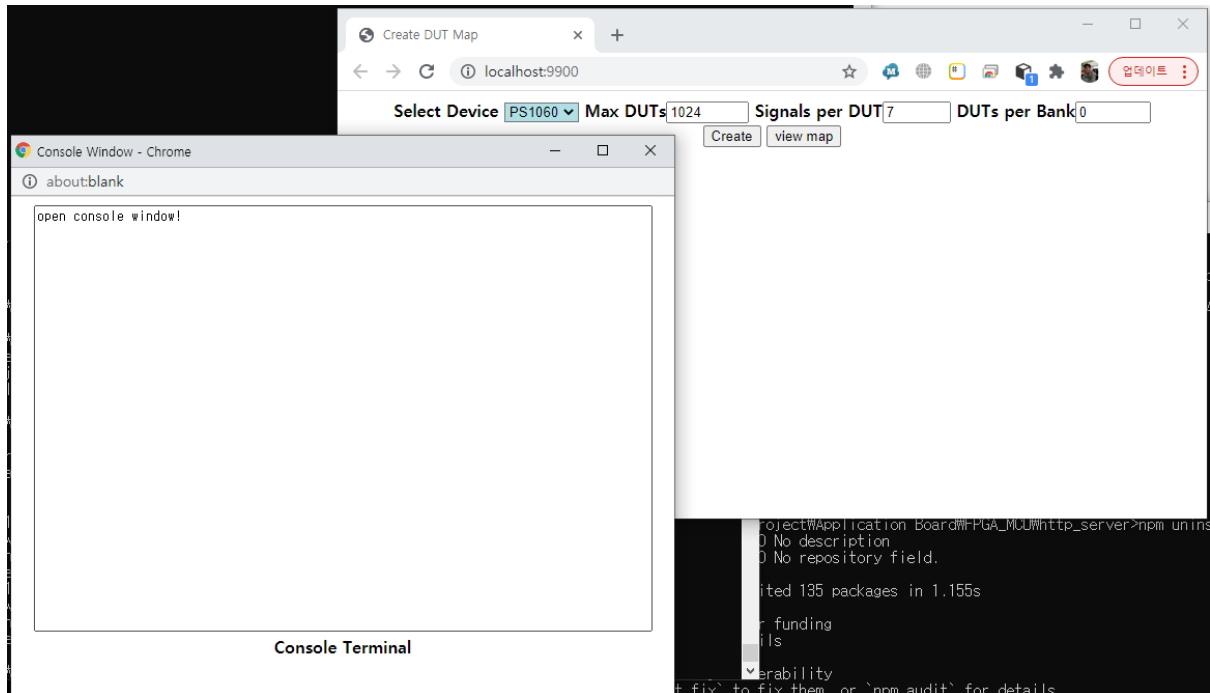 Create DUT Map
localhost:9900
업데이트
Select Device PS1060 Max DUTs 1024 Signals per DUT 7 DUTs per Bank 0
Create view map
Console Window - Chrome
about:blank
open console window!
Console Terminal
roject₩Application Board₩FPGA_MCU₩http_server>npm unins
O No description
O No repository field.
ited 135 packages in 1.155s
r funding
ils
erability
t fix` to fix them, or `npm audit` for details